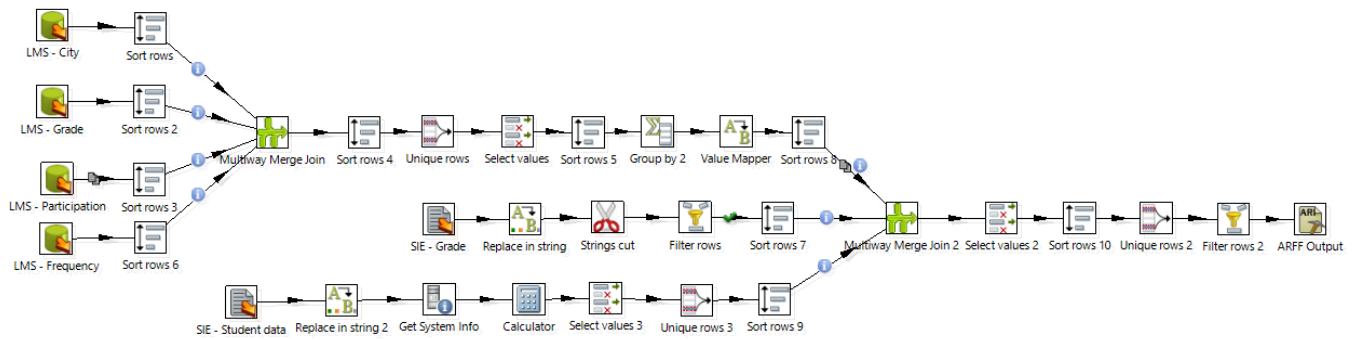 LMS - City
Sort rows
LMS - Grade
Sort rows 2
LMS - Participation
Sort rows 3
LMS - Frequency
Sort rows 6
Multiway Merge Join
Sort rows 4
Unique rows
Select values
Sort rows 5
Group by 2
Value Mapper
Sort rows 8
SIE - Grade
Replace in string
Strings cut
Filter rows
Sort rows 7
Multiway Merge Join 2
Select values 2
Sort rows 10
Unique rows 2
Filter rows 2
ARFF Output
SIE - Student data
Replace in string 2
Get System Info
Calculator
Select values 3
Unique rows 3
Sort rows 9